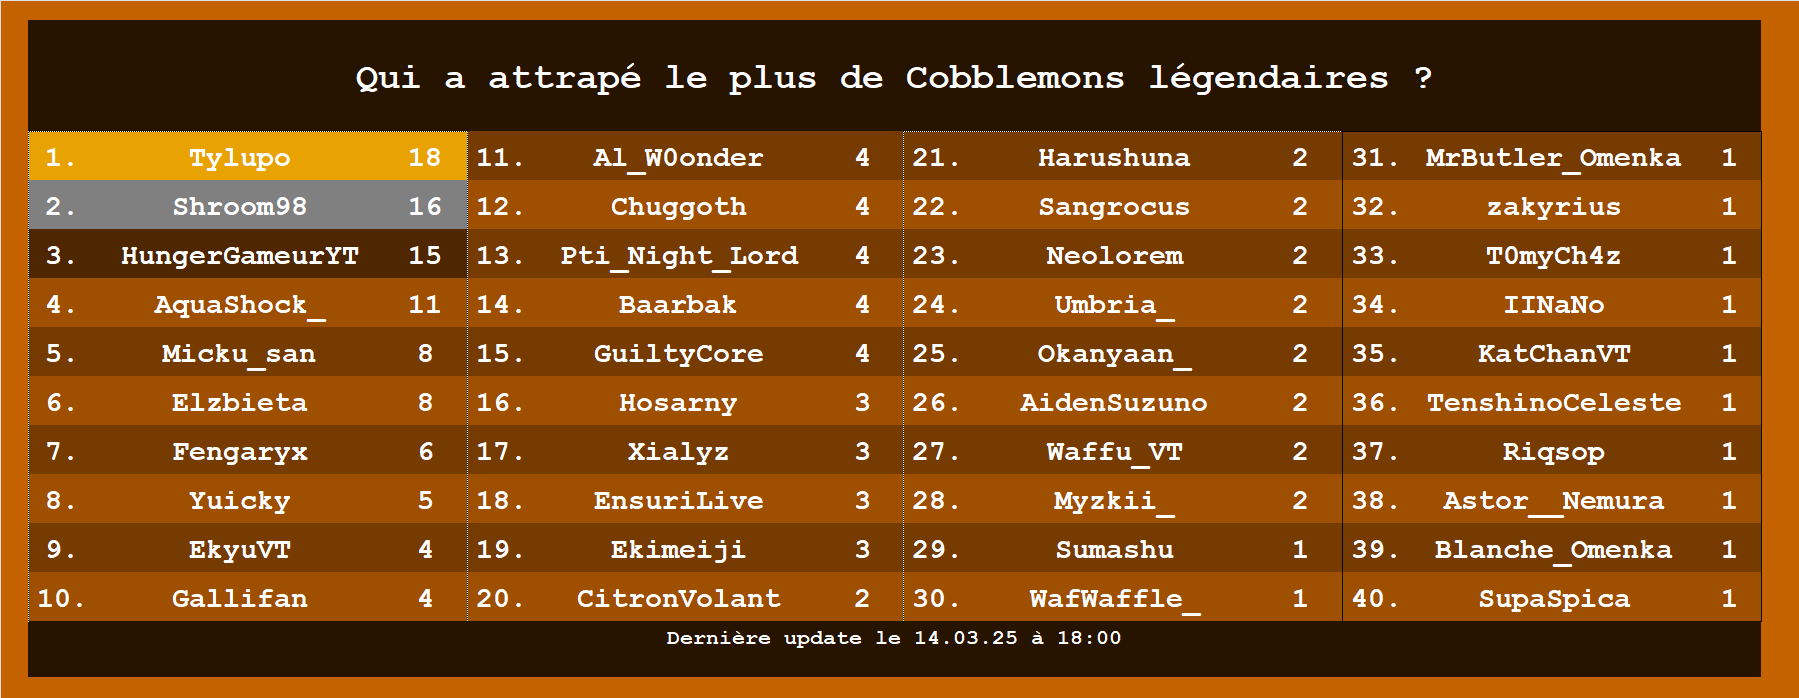 Qui a attrapé le plus de Cobblemons légendaires ?
1. Tylupo 18
2. Shroom98 16
3. HungerGameurYT 15
4. AquaShock_ 11
5. Micku_san 8
6. Elzbieta 8
7. Fengaryx 6
8. Yuicky 5
9. EkyuVT 4
10. Gallifan 4
11. Al_W0onder 4
12. Chuggoth 4
13. Pti_Night_Lord 4
14. Baarbak 4
15. GuiltyCore 4
16. Hosarny 3
17. Xialyz 3
18. EnsuriLive 3
19. Ekimeiji 3
20. CitronVolant 2
21. Harushuna 2
22. Sangrocus 2
23. Neolorem 2
24. Umbria_ 2
25. Okanyaan_ 2
26. AidenSuzuno 2
27. Waffu_VT 2
28. Myzkii_ 2
29. Sumashu 1
30. WafWaffle_ 1
31. MrButler_Omenka 1
32. zakyrius 1
33. T0myCh4z 1
34. IINaNo 1
35. KatChanVT 1
36. TenshinoCeleste 1
37. Riqsop 1
38. Astor__Nemura 1
39. Blanche_Omenka 1
40. SupaSpica 1
Dernière update le 14.03.25 à 18:00